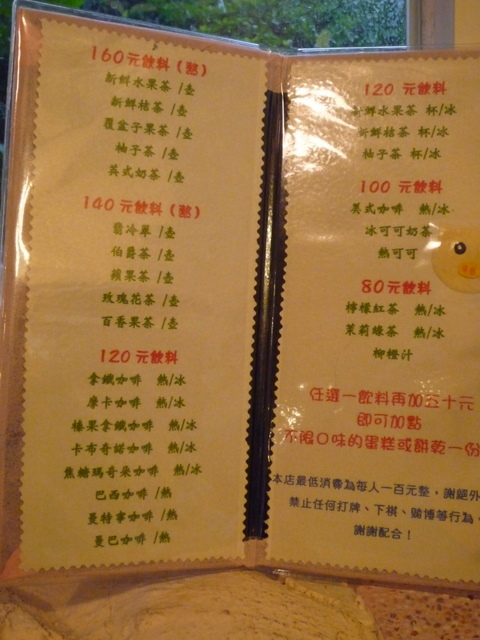 160元飲料（熱）
新鮮水果茶 /壺
新鮮桔茶 /壺
覆盆子果茶 /壺
柚子茶 /壺
英式奶茶 /壺
140元飲料（熱）
翡冷翠 /壺
伯爵茶 /壺
蘋果茶 /壺
玫瑰花茶 /壺
百香果茶 /壺
120元飲料
拿鐵咖啡 熱/冰
摩卡咖啡 熱/冰
榛果拿鐵咖啡 熱/冰
卡布奇諾咖啡 熱/冰
焦糖瑪奇朵咖啡 熱/冰
巴西咖啡 /熱
曼特寧咖啡 /熱
曼巴咖啡 /熱
120 元飲料
新鮮水果茶 杯/冰
新鮮桔茶 杯/冰
柚子茶 杯/冰
100 元飲料
美式咖啡 熱/冰
冰可可奶茶
熱可可
80元飲料
檸檬紅茶 熱/冰
茉莉綠茶 熱/冰
柳橙汁
任選一飲料再加五十元
即可加點
不限口味的蛋糕或餅乾一份
本店最低消費為每人一百元整，謝絕外
禁止任何打牌、下棋、賭博等行為，
謝謝配合！